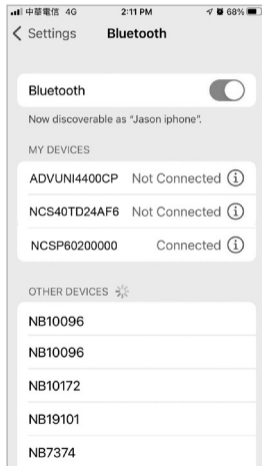 中華電信 4G 2:11 PM 68%
Settings Bluetooth
Bluetooth
Now discoverable as “Jason iphone”.
MY DEVICES
ADVUNI4400CP Not Connected
NCS40TD24AF6 Not Connected
NCSP60200000 Connected
OTHER DEVICES
NB10096
NB10096
NB10172
NB19101
NB7374